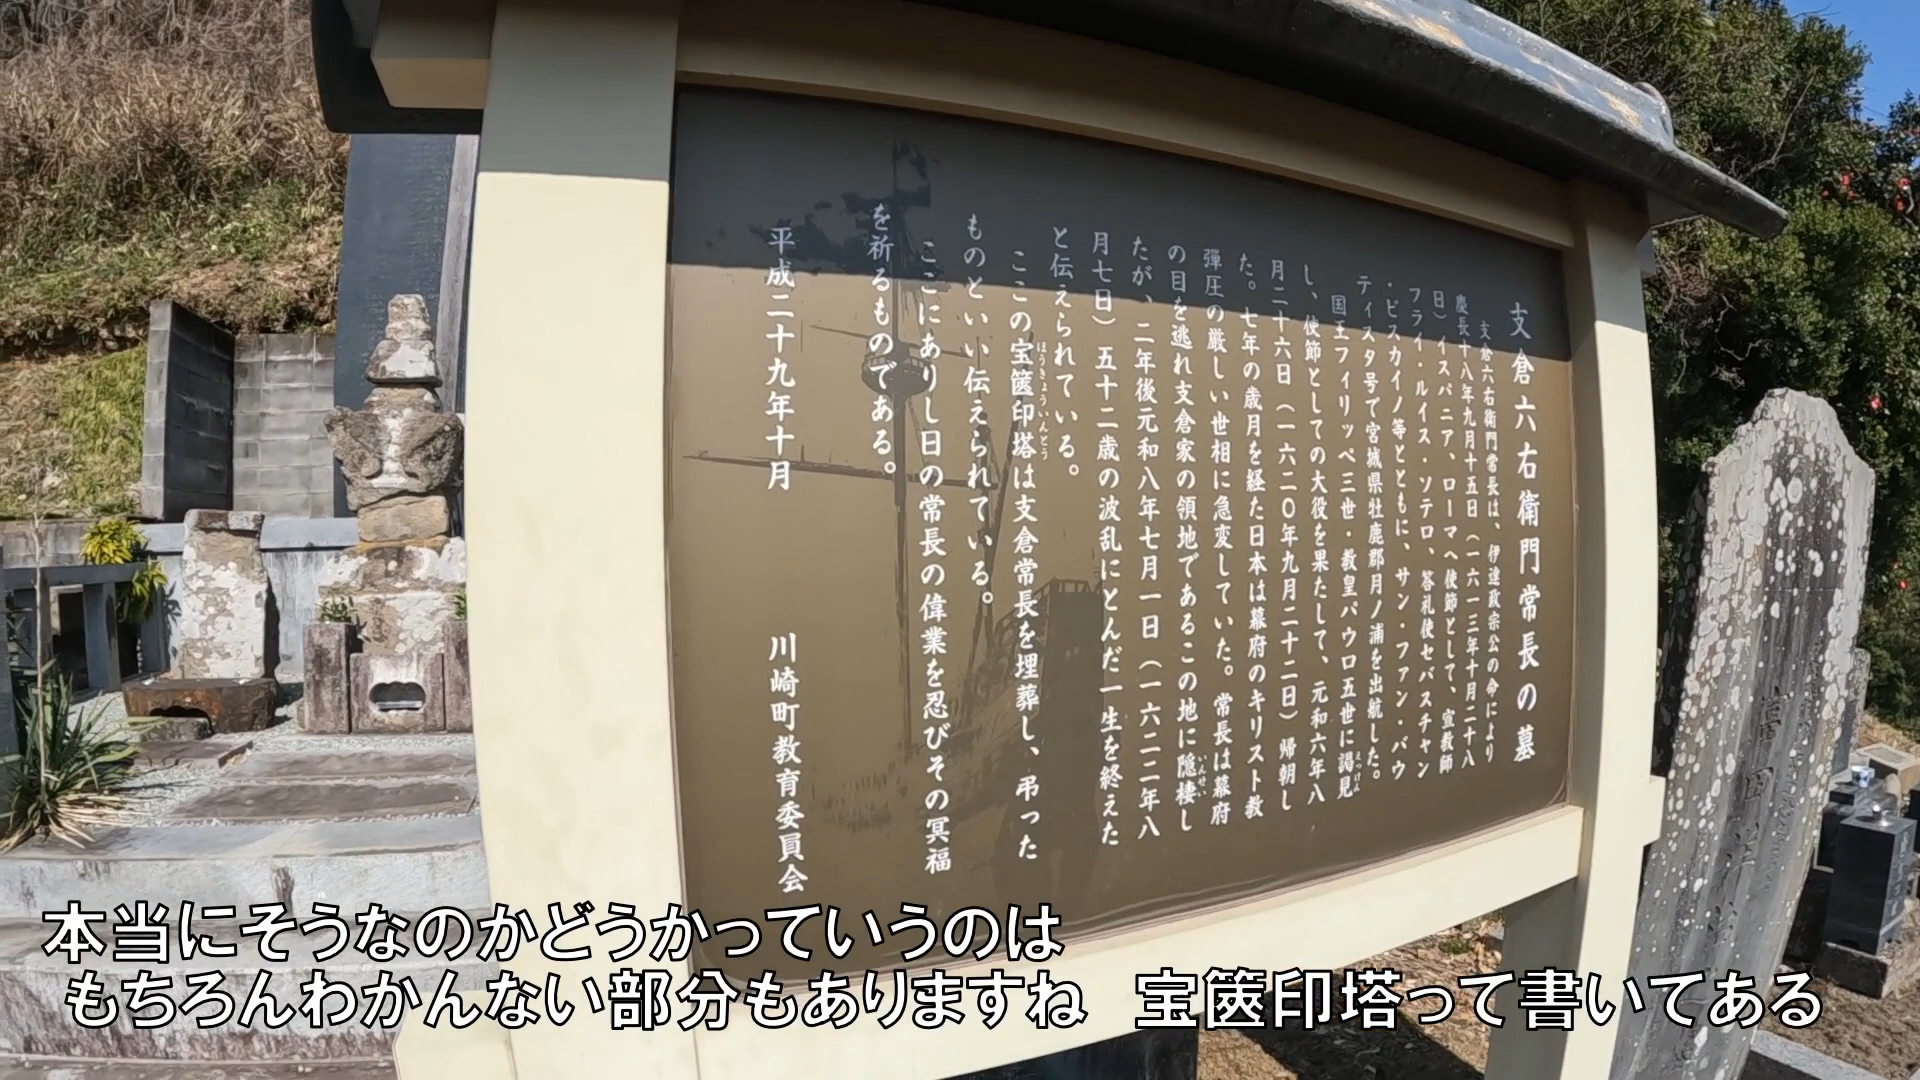 支倉六右衛門常長の墓
支倉六右衛門常長は、伊達政宗公の命により
慶長十八年九月十五日（一六一三年十月二十八
日）イスパニア、ローマへ使節として、宣教師
フライ・ルイス・ソテロ、答礼使セバスチャン
・ビスカイノ等とともに、サン・ファン・バウ
ティスタ号で宮城県牡鹿郡月ノ浦を出航した。
国王フィリッペ三世・教皇パウロ五世に謁見
えっけん
し、使節としての大役を果たして、元和六年八
月二十六日（一六二〇年九月二十二日）帰朝し
た。七年の歳月を経た日本は幕府のキリスト教
弾圧の厳しい世相に急変していた。常長は幕府
の目を逃れ支倉家の領地であるこの地に隠棲し
いんせい
たが、二年後元和八年七月一日（一六二二年八
月七日）五十二歳の波乱にとんだ一生を終えた
と伝えられている。
ここの宝篋印塔は支倉常長を埋葬し、弔った
ほうきょういんとう
ものといい伝えられている。
ここにありし日の常長の偉業を忍びその冥福
を祈るものである。
平成二十九年十月
川崎町教育委員会
本当にそうなのかどうかっていうのは
もちろんわかんない部分もありますね　宝篋印塔って書いてある